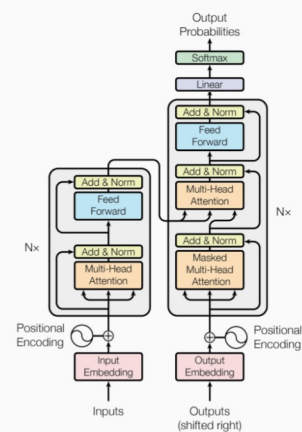 Output
Probabilities
Softmax
Linear
Add & Norm
Feed
Forward
Add & Norm
Multi-Head
Attention
Add & Norm
Masked
Multi-Head
Attention
Nx
Positional
Encoding
Output
Embedding
Outputs
(shifted right)
Add & Norm
Feed
Forward
Add & Norm
Multi-Head
Attention
Nx
Positional
Encoding
Input
Embedding
Inputs